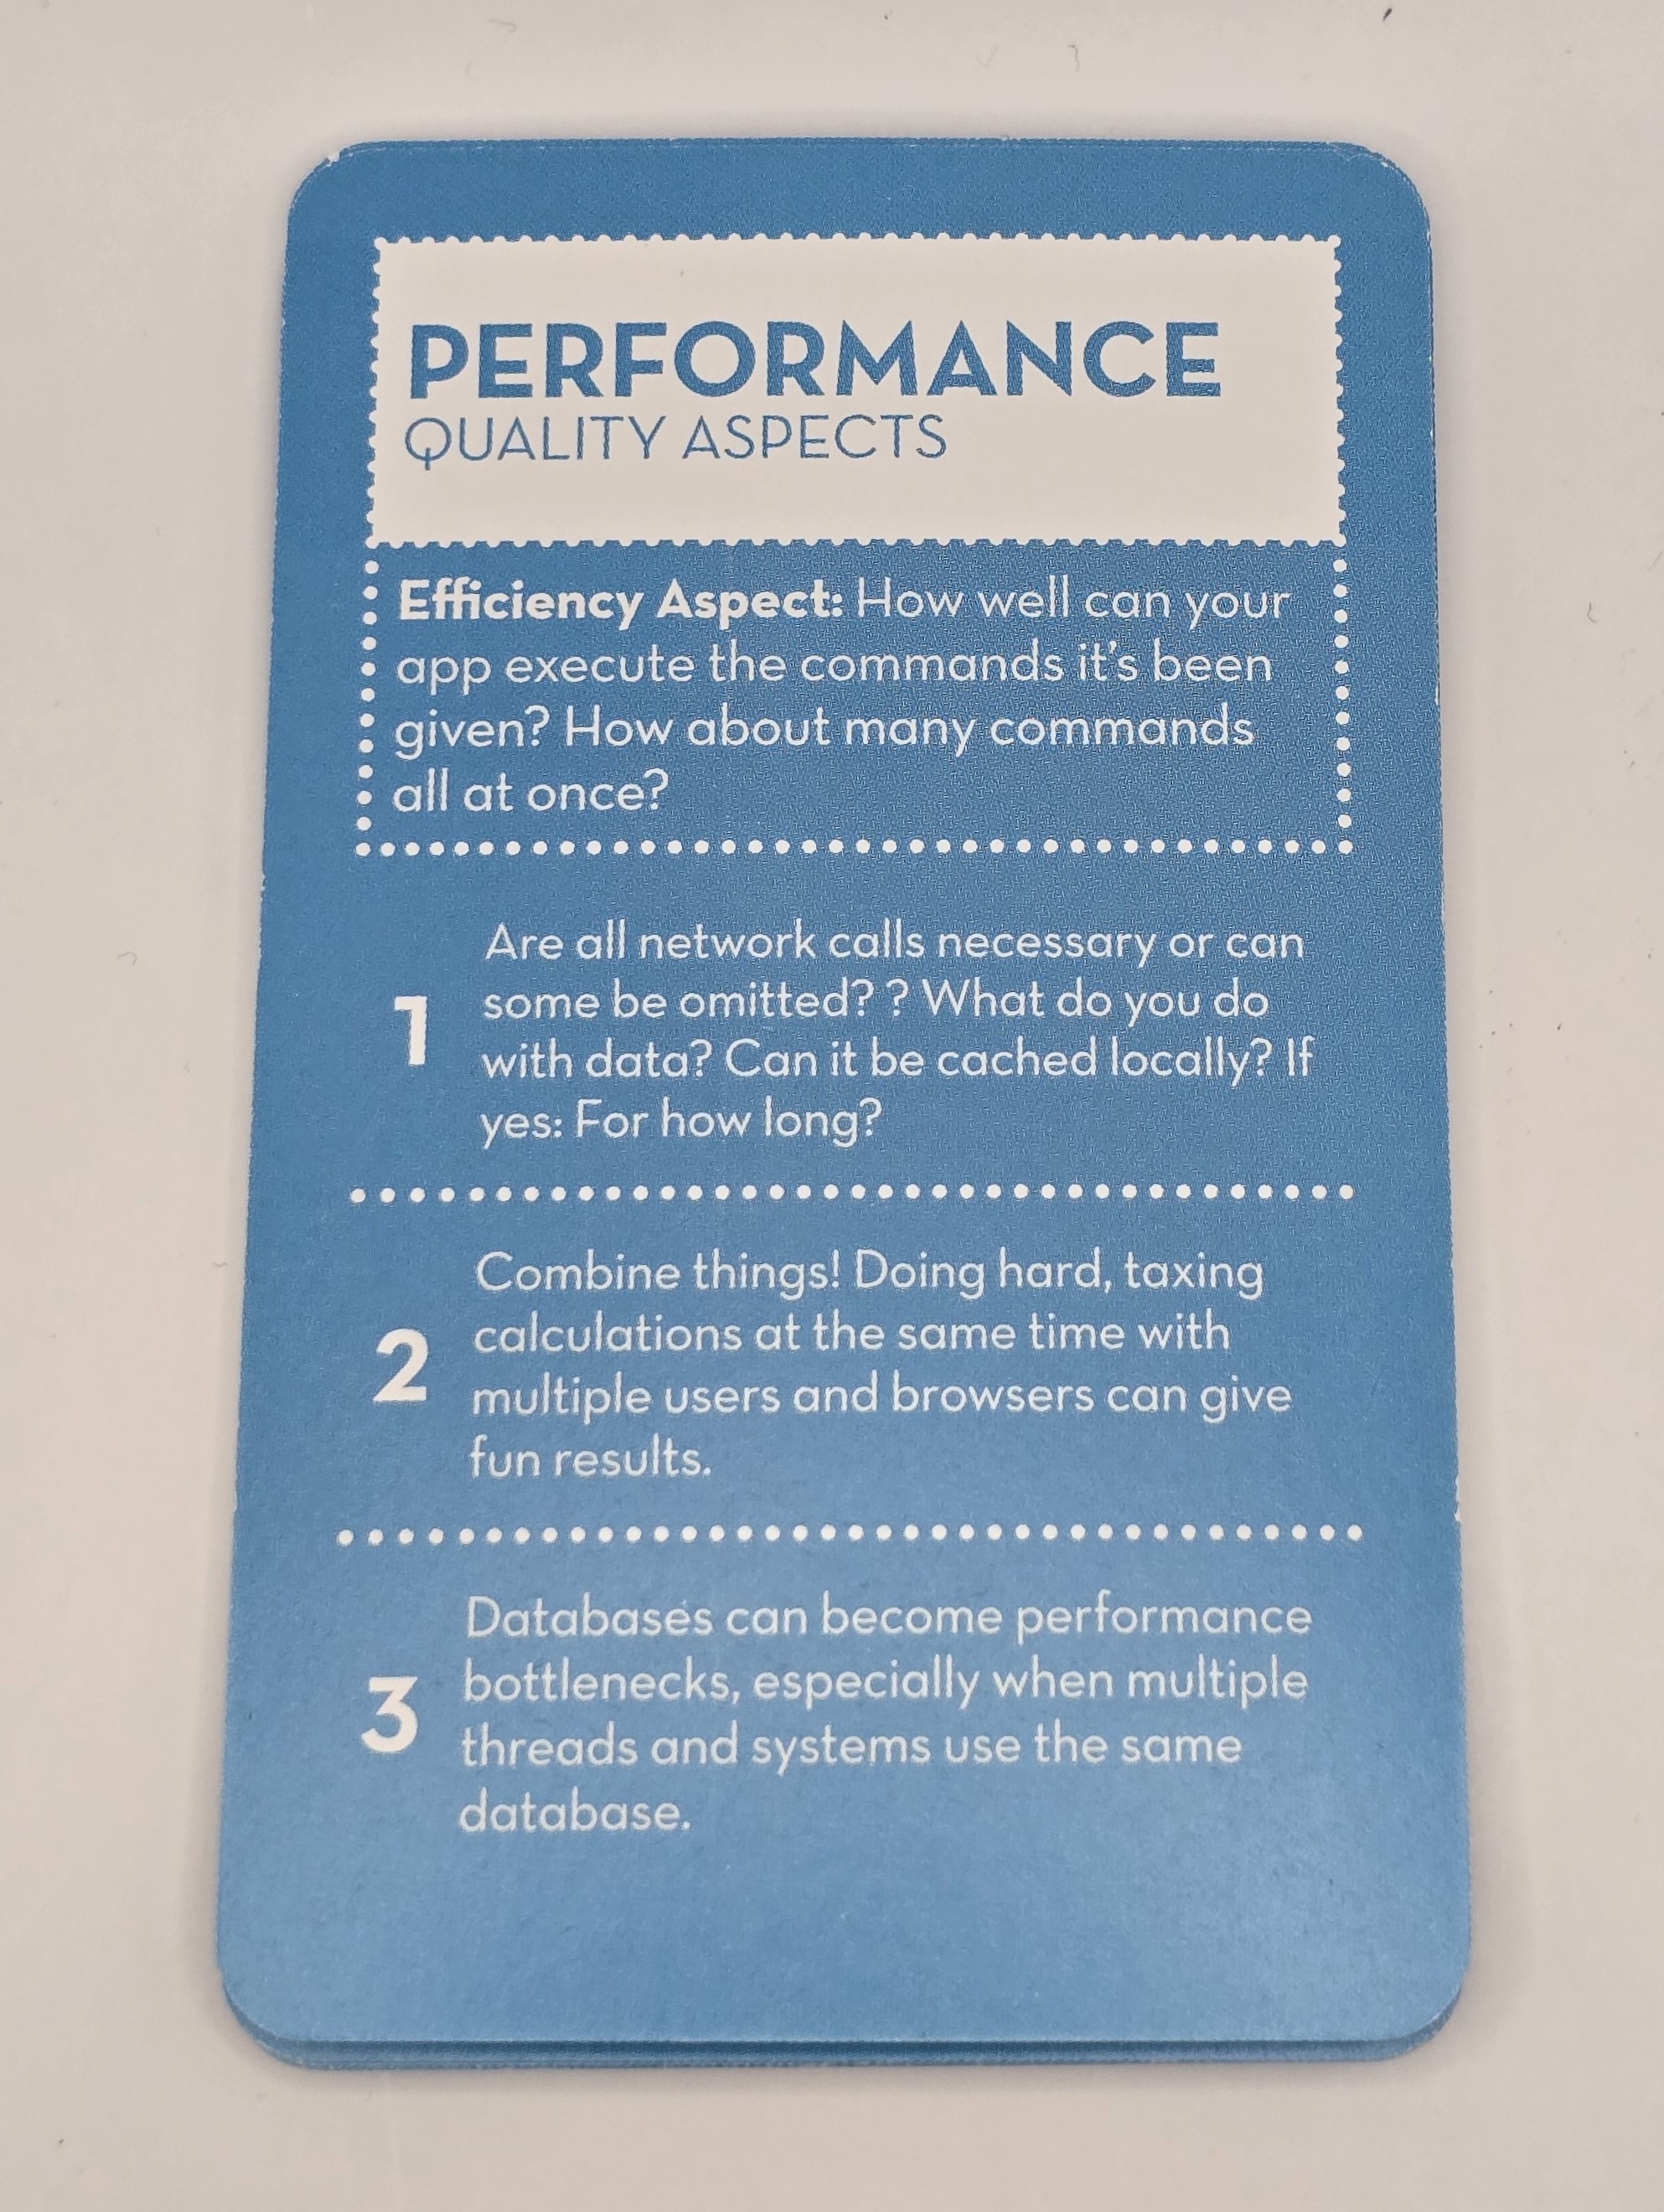 PERFORMANCE
QUALITY ASPECTS
Efficiency Aspect: How well can your
app execute the commands it's been
given? How about many commands
all at once?
1
Are all network calls necessary or can
some be omitted? ? What do you do
with data? Can it be cached locally? If
yes: For how long?
2
Combine things! Doing hard, taxing
calculations at the same time with
multiple users and browsers can give
fun results.
3
Databases can become performance
bottlenecks, especially when multiple
threads and systems use the same
database.